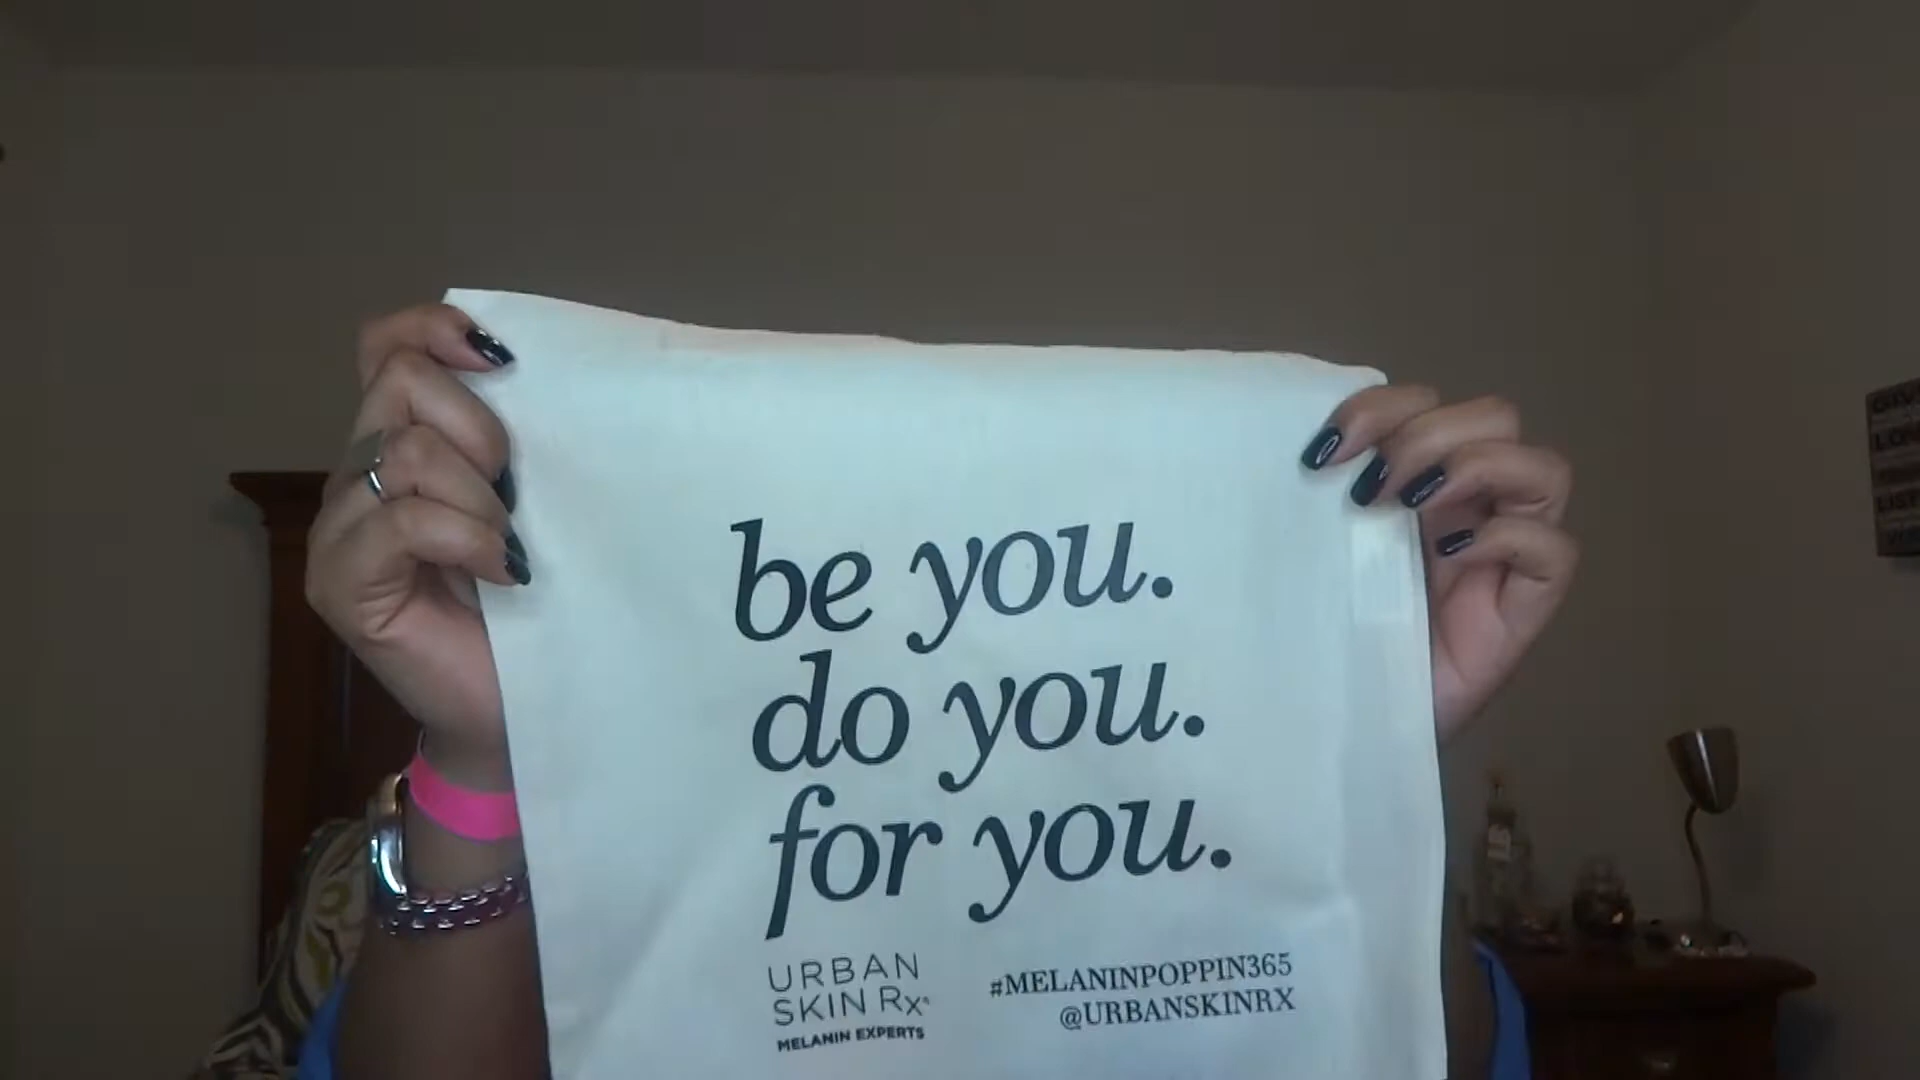 be you.
do you.
for you.
URBAN
SKIN Rx®
MELANIN EXPERTS
#MELANINPOPPIN365
@URBANSKINRX